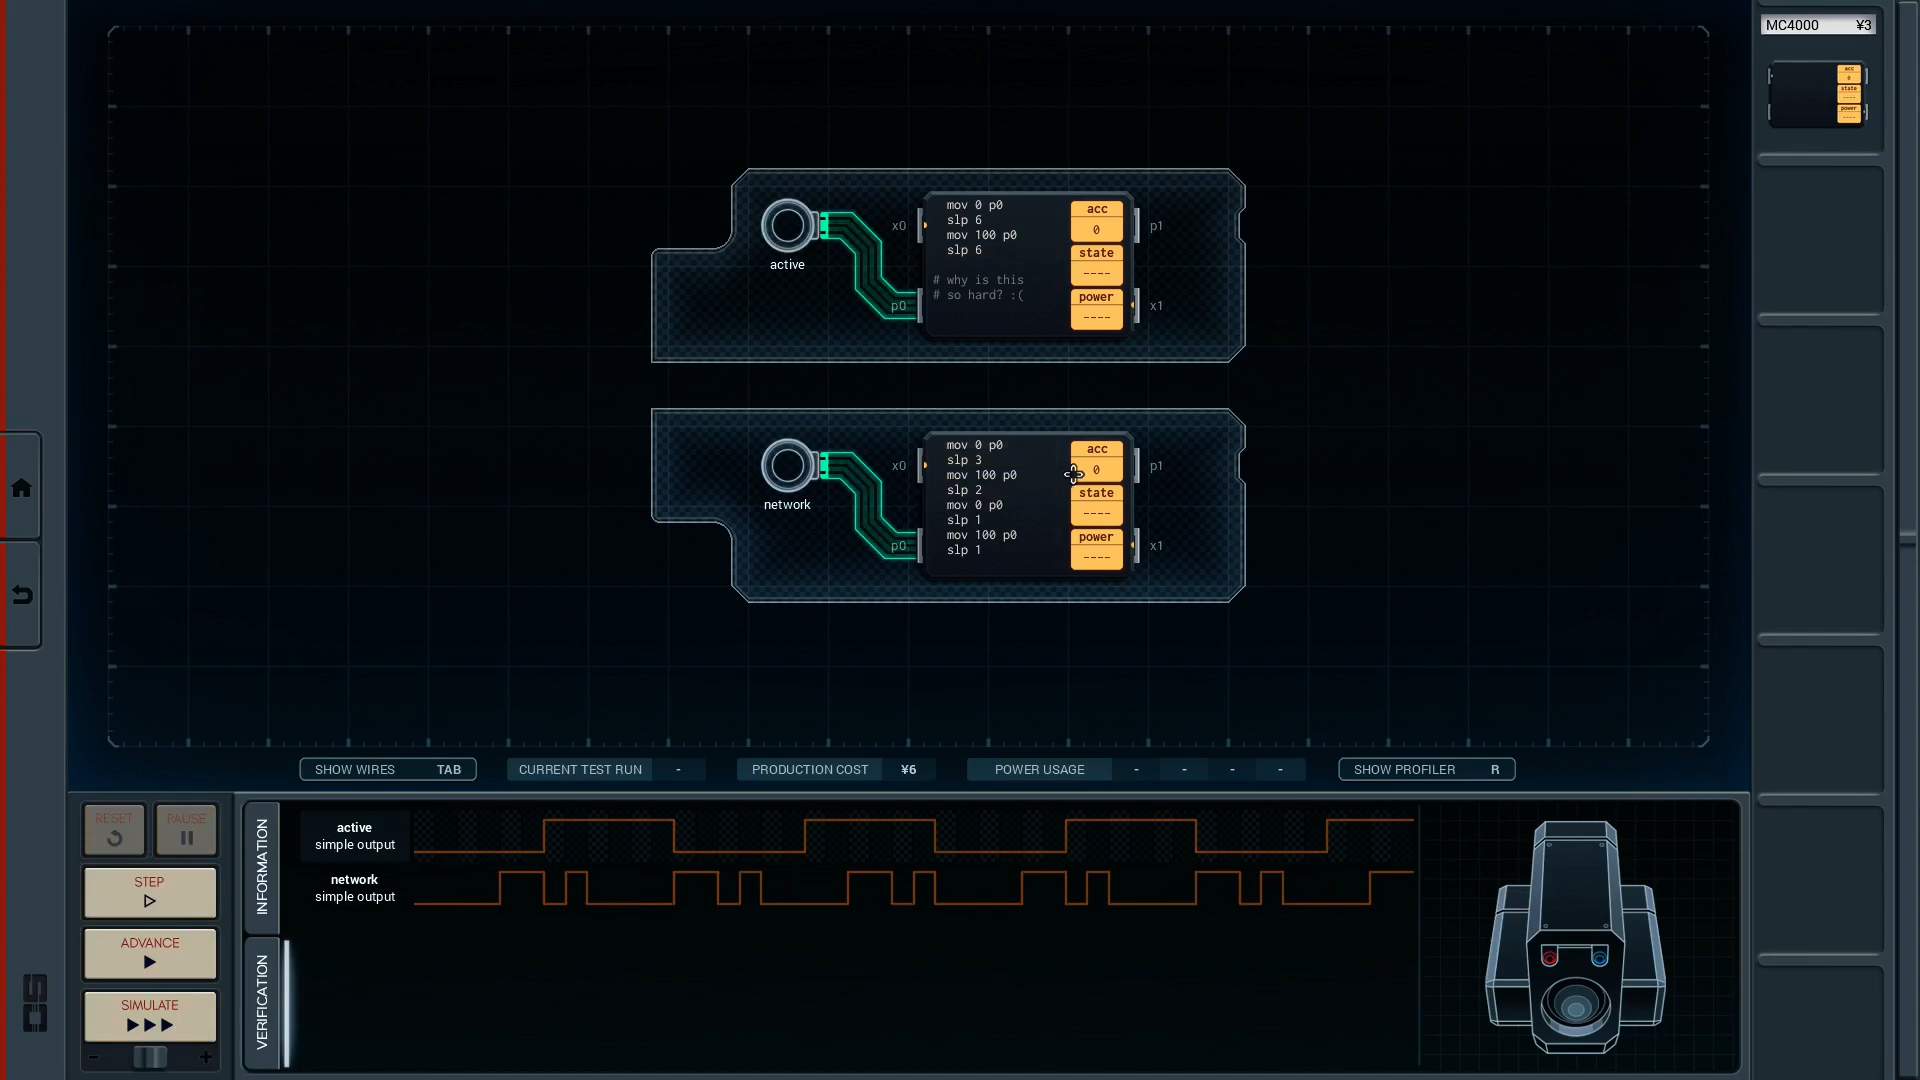 MC4000 ¥3
acc
0
state
----
power
----
mov 0 p0
slp 6
mov 100 p0
slp 6
# why is this
# so hard? :(
acc
0
state
----
power
----
x0
p0
p1
x1
active
mov 0 p0
slp 3
mov 100 p0
slp 2
mov 0 p0
slp 1
mov 100 p0
slp 1
acc
0
state
----
power
----
x0
p0
p1
x1
network
SHOW WIRES TAB
CURRENT TEST RUN -
PRODUCTION COST ¥6
POWER USAGE - - - -
SHOW PROFILER R
RESET
PAUSE
STEP
ADVANCE
SIMULATE
- +
INFORMATION
VERIFICATION
active
simple output
network
simple output